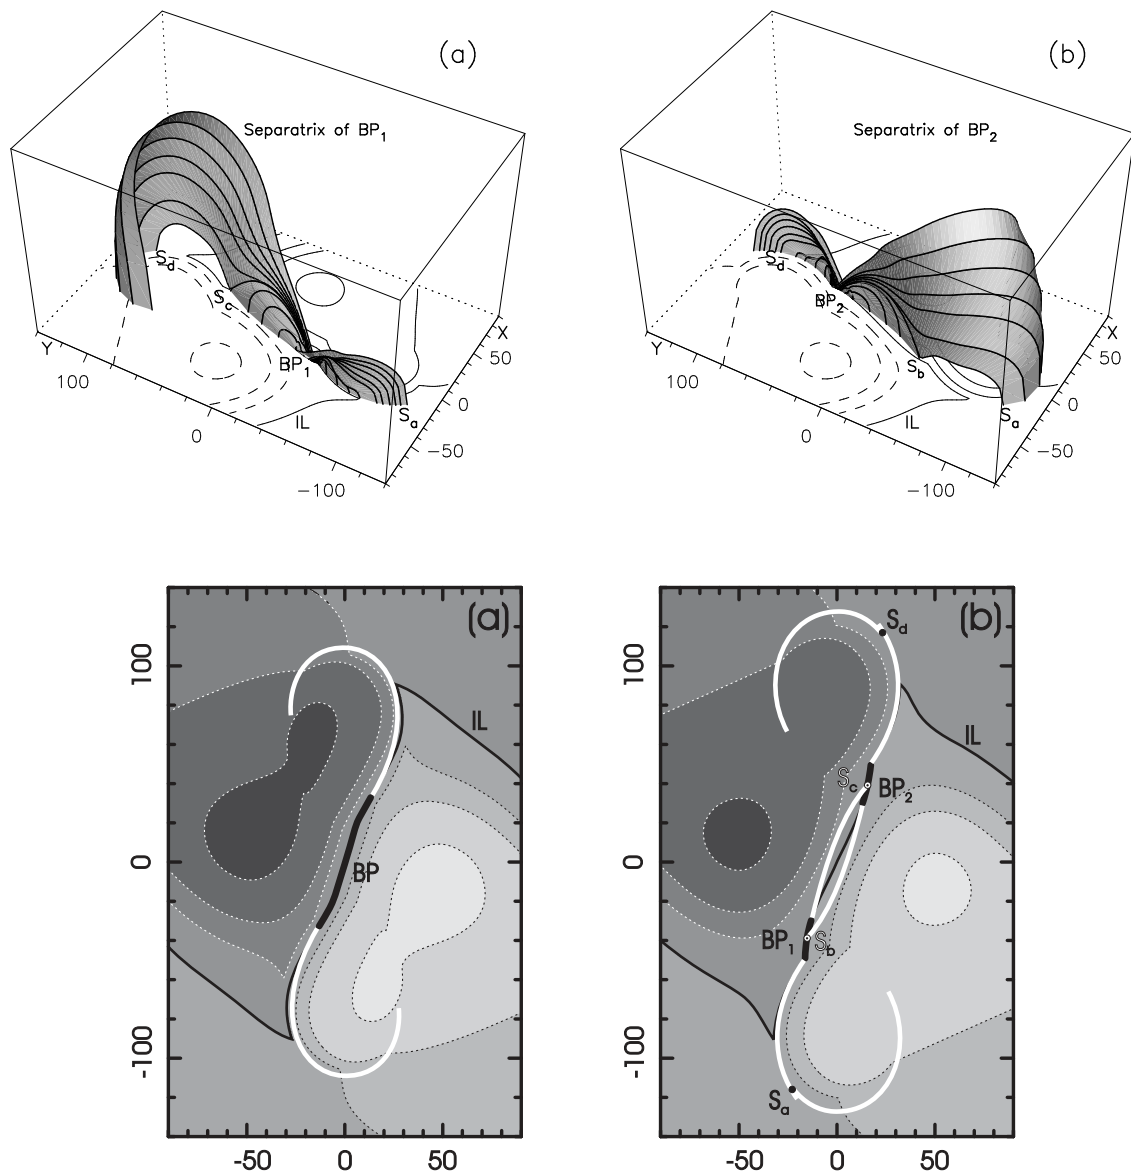 (a)
Separatrix of BP1
Sd
Sc
BP1
Sa
IL
Y
X
100
0
-100
50
0
-50
(b)
Separatrix of BP2
Sd
BP2
Sb
Sa
IL
Y
X
100
0
-100
50
0
-50
(a)
IL
BP
100
0
-100
-50
0
50
(b)
Sd
IL
Sc
BP2
BP1
Sb
Sa
100
0
-100
-50
0
50